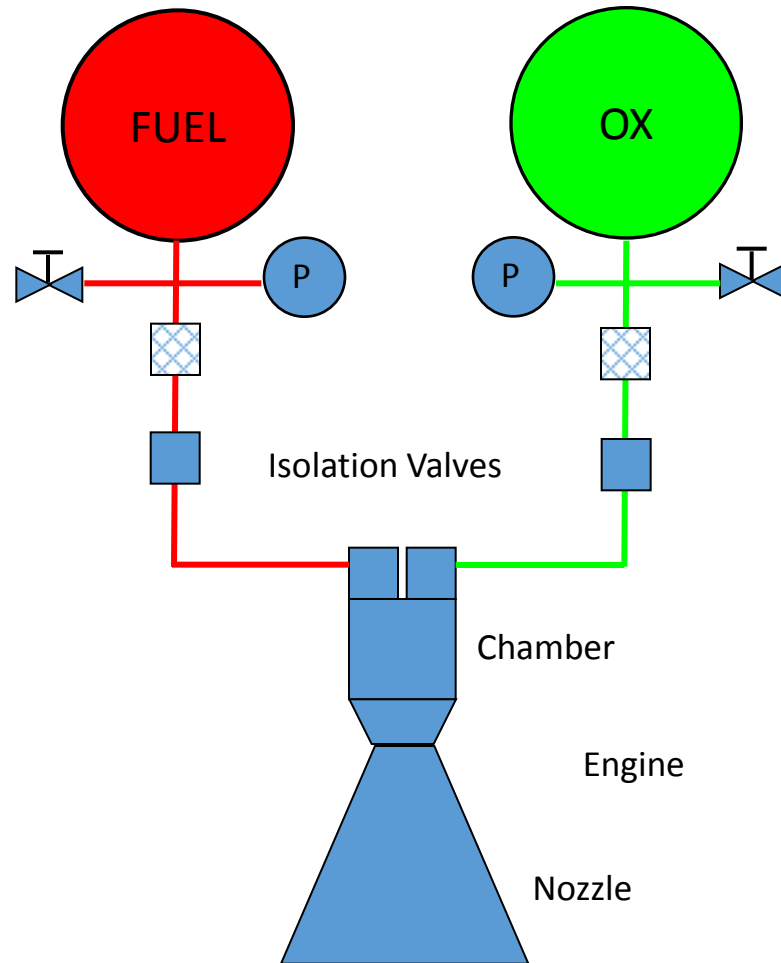 FUEL
OX
P
P
Isolation Valves
Chamber
Engine
Nozzle